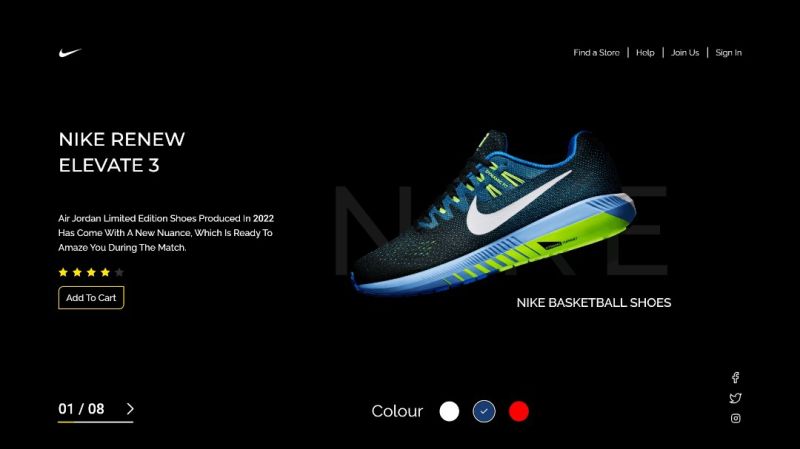 Find a Store | Help | Join Us | Sign In
NIKE RENEW
ELEVATE 3
Air Jordan Limited Edition Shoes Produced In 2022
Has Come With A New Nuance, Which Is Ready To
Amaze You During The Match.
Add To Cart
NIKE
NIKE BASKETBALL SHOES
01 / 08
Colour